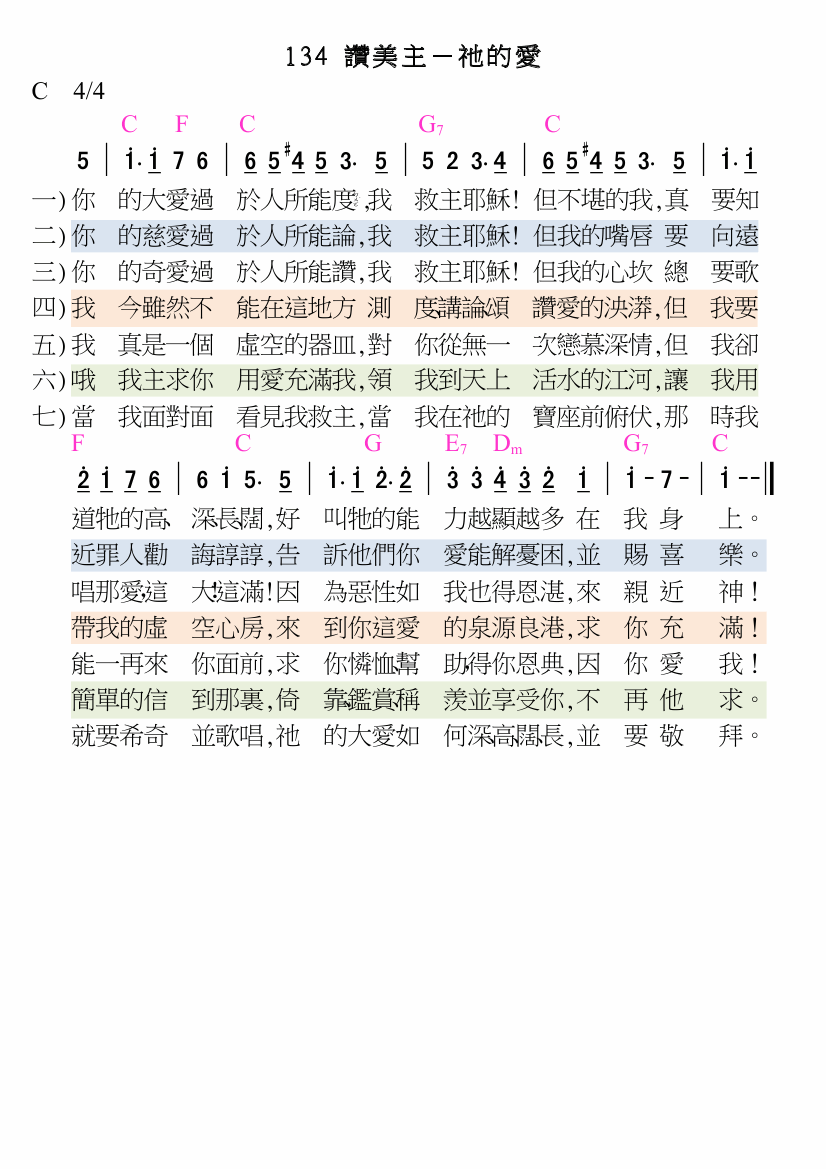 134 讚美主－祂的愛
C 4/4
C F C G7 C
5 | 1. 1 7 6 | 6 5 #4 5 3. 5 | 5 2 3. 4 | 6 5 #4 5 3. 5 | 1. 1
一)你 的大愛過 於人所能度,我 救主耶穌! 但不堪的我,真 要知
二)你 的慈愛過 於人所能論,我 救主耶穌! 但我的嘴唇 要 向遠
三)你 的奇愛過 於人所能讚,我 救主耶穌! 但我的心坎 總 要歌
四)我 今雖然不 能在這地方 測 度、講論、頌 讚愛的泱漭,但 我要
五)我 真是一個 虛空的器皿,對 你從無一 次戀慕深情,但 我卻
六)哦 我主求你 用愛充滿我,領 我到天上 活水的江河,讓 我用
七)當 我面對面 看見我救主,當 我在祂的 寶座前俯伏,那 時我
F C G E7 Dm G7 C
2 1 7 6 | 6 1 5. 5 | 1. 1 2. 2 | 3 3 4 3 2 1 | 1 - 7 - | 1 - - ||
道牠的高、 深、長、闊,好 叫牠的能 力越顯越多 在 我 身 上。
近罪人勸 誨諄諄,告 訴他們你 愛能解憂困,並 賜 喜 樂。
唱那愛,這 大!這滿!因 為惡性如 我也得恩湛,來 親 近 神!
帶我的虛 空心房,來 到你這愛 的泉源良港,求 你 充 滿!
能一再來 你面前,求 你憐恤、幫 助,得你恩典,因 你 愛 我!
簡單的信 到那裏,倚 靠、鑑賞、稱 羨並享受你,不 再 他 求。
就要希奇 並歌唱,祂 的大愛如 何深、高、闊、長,並 要 敬 拜。